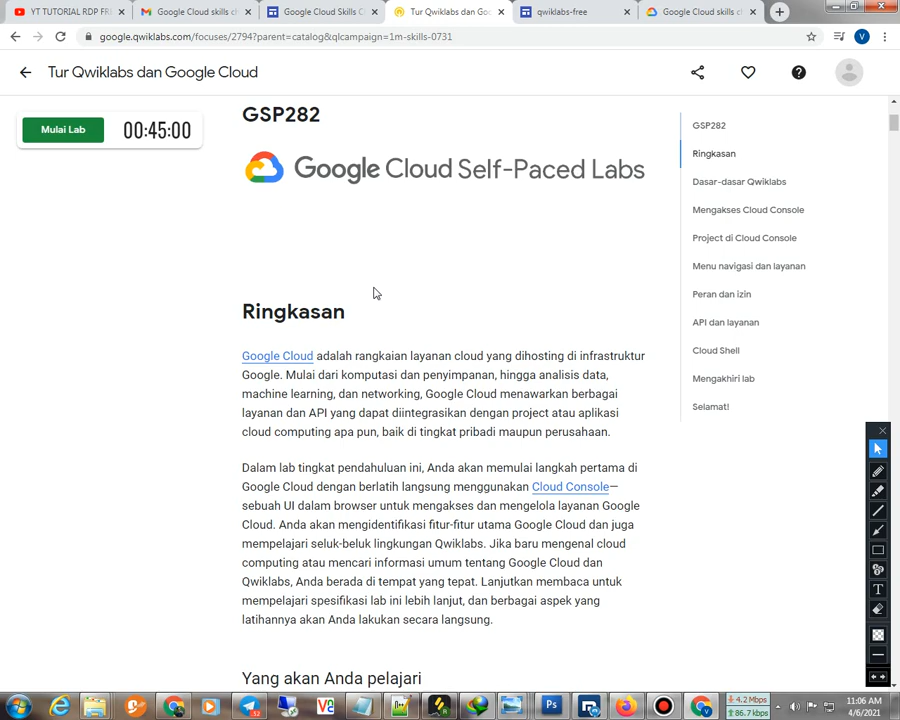 YT TUTORIAL RDP FR
Google Cloud skills c
Google Cloud Skills C
Tur Qwiklabs dan Goo
qwiklabs-free
Google Cloud skills c
google.qwiklabs.com/focuses/2794?parent=catalog&qlcampaign=1m-skills-0731
V
Tur Qwiklabs dan Google Cloud
Mulai Lab
00:45:00
GSP282
Google Cloud Self-Paced Labs
Ringkasan
Google Cloud adalah rangkaian layanan cloud yang dihosting di infrastruktur
Google. Mulai dari komputasi dan penyimpanan, hingga analisis data,
machine learning, dan networking, Google Cloud menawarkan berbagai
layanan dan API yang dapat diintegrasikan dengan project atau aplikasi
cloud computing apa pun, baik di tingkat pribadi maupun perusahaan.
Dalam lab tingkat pendahuluan ini, Anda akan memulai langkah pertama di
Google Cloud dengan berlatih langsung menggunakan Cloud Console—
sebuah UI dalam browser untuk mengakses dan mengelola layanan Google
Cloud. Anda akan mengidentifikasi fitur-fitur utama Google Cloud dan juga
mempelajari seluk-beluk lingkungan Qwiklabs. Jika baru mengenal cloud
computing atau mencari informasi umum tentang Google Cloud dan
Qwiklabs, Anda berada di tempat yang tepat. Lanjutkan membaca untuk
mempelajari spesifikasi lab ini lebih lanjut, dan berbagai aspek yang
latihannya akan Anda lakukan secara langsung.
Yang akan Anda pelajari
GSP282
Ringkasan
Dasar-dasar Qwiklabs
Mengakses Cloud Console
Project di Cloud Console
Menu navigasi dan layanan
Peran dan izin
API dan layanan
Cloud Shell
Mengakhiri lab
Selamat!
T
Ps
4.2 Mbps
86.7 kbps
11:06 AM
4/6/2021